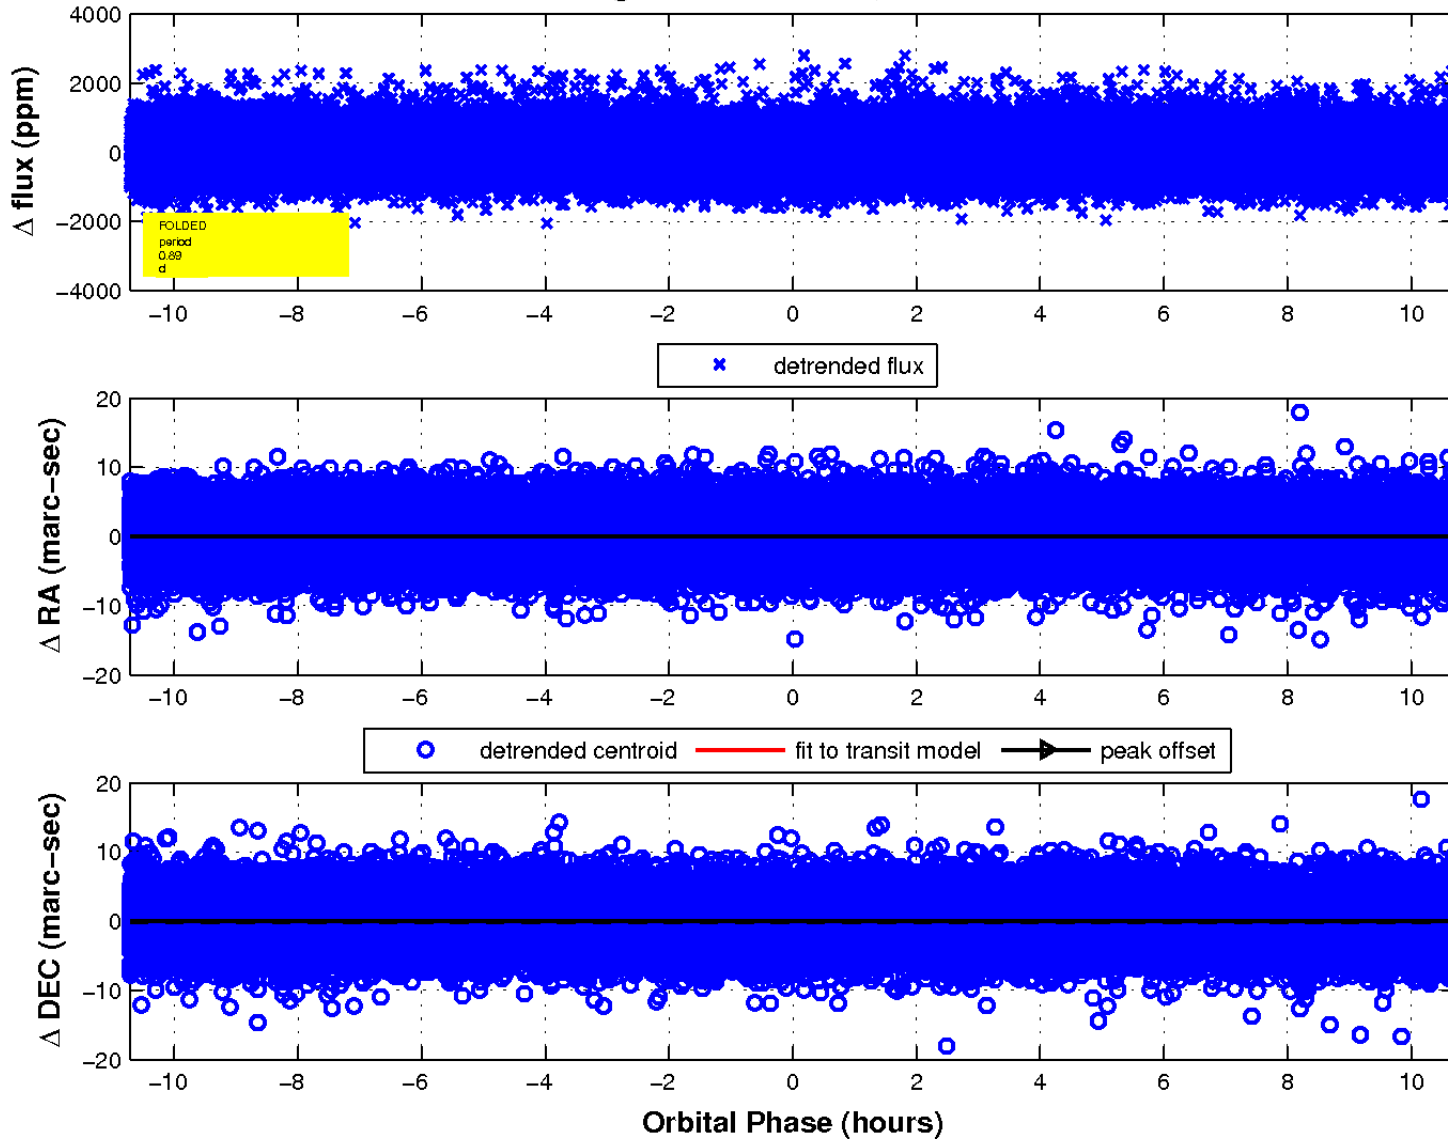 4000
2000
0
−2000
−4000
Δ flux (ppm)
FOLDED
period
0.89
d
−10 −8 −6 −4 −2 0 2 4 6 8 10
detrended flux
20
10
0
−10
−20
Δ RA (marc−sec)
−10 −8 −6 −4 −2 0 2 4 6 8 10
detrended centroid fit to transit model peak offset
20
10
0
−10
−20
Δ DEC (marc−sec)
−10 −8 −6 −4 −2 0 2 4 6 8 10
Orbital Phase (hours)